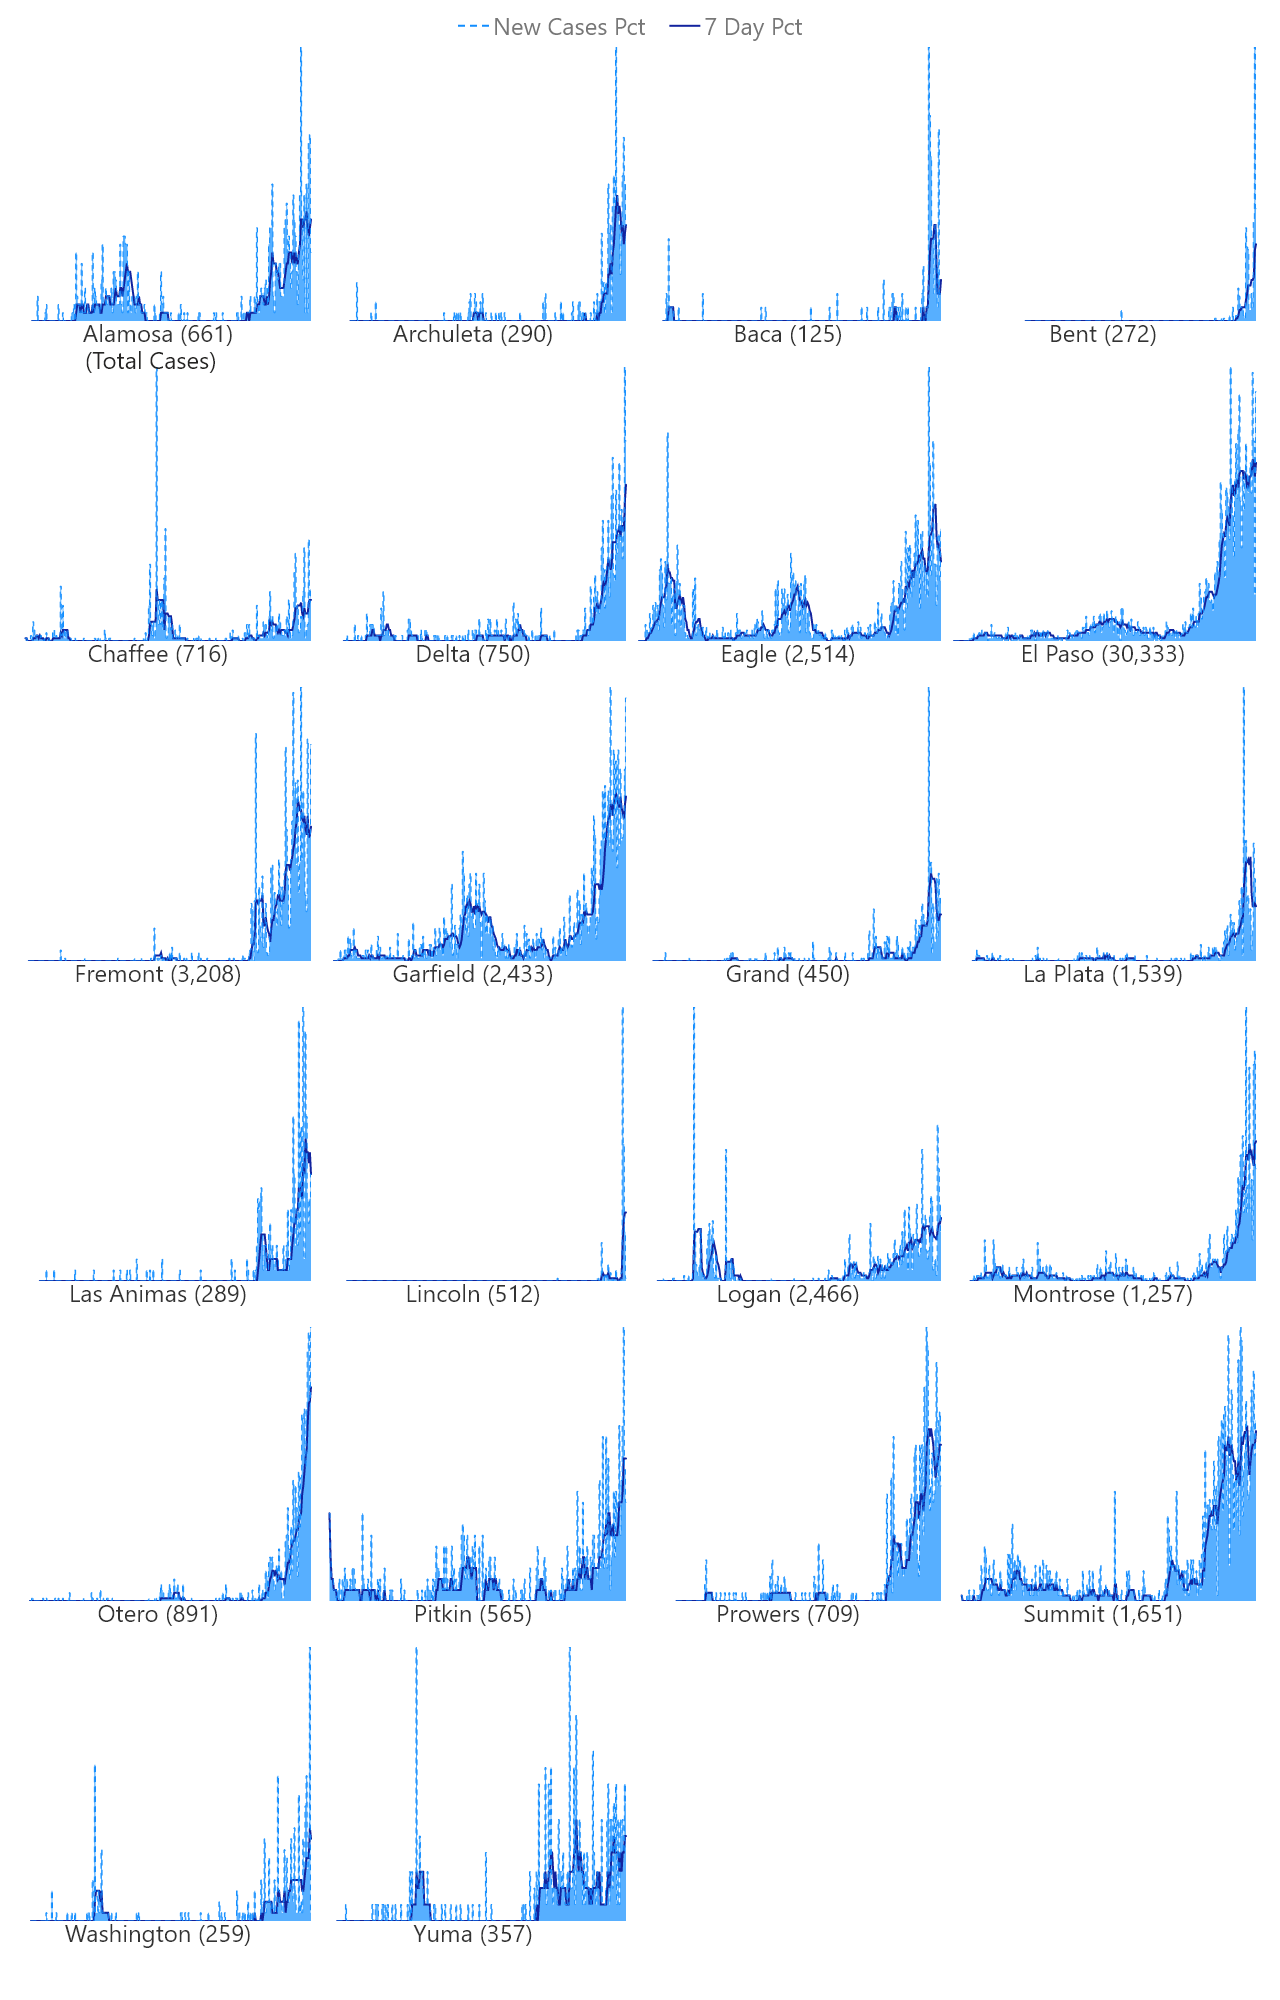 New Cases Pct 7 Day Pct
Alamosa (661) Archuleta (290) Baca (125) Bent (272)
(Total Cases)
Chaffee (716) Delta (750) Eagle (2,514) El Paso (30,333)
Fremont (3,208) Garfield (2,433) Grand (450) La Plata (1,539)
Las Animas (289) Lincoln (512) Logan (2,466) Montrose (1,257)
Otero (891) Pitkin (565) Prowers (709) Summit (1,651)
Washington (259) Yuma (357)